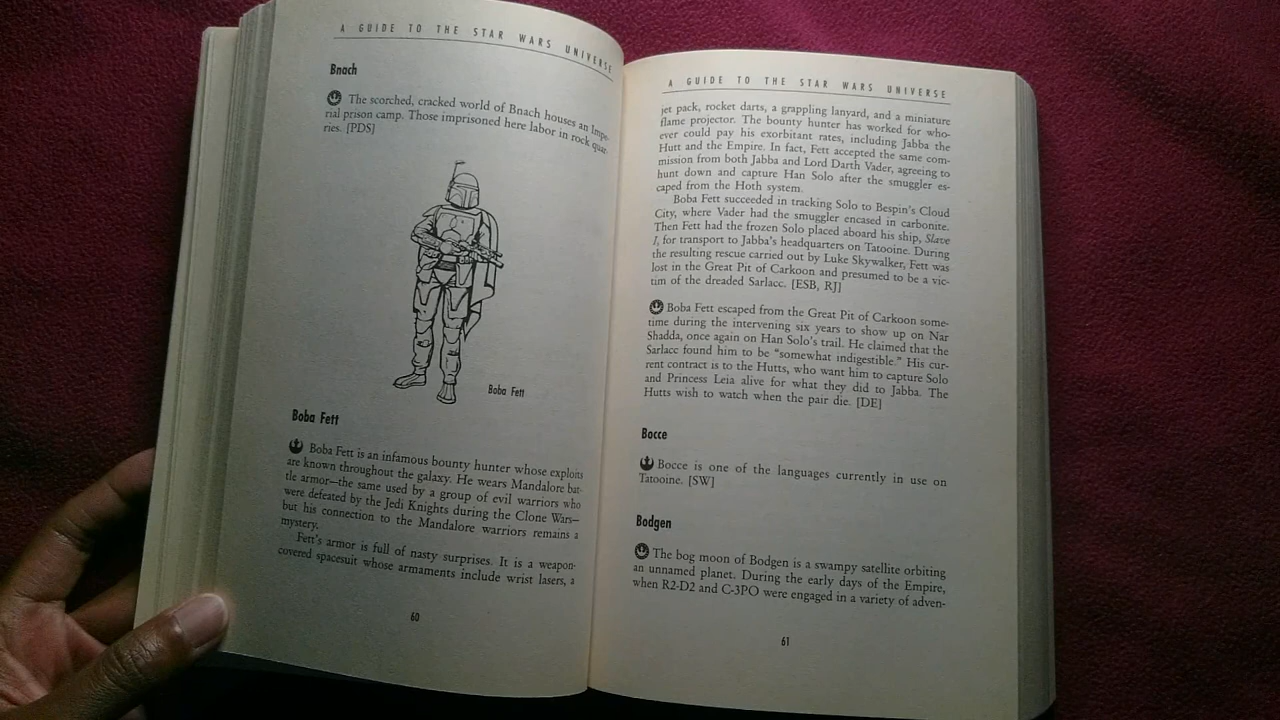 A GUIDE TO THE STAR WARS UNIVERSE
Bnach
The scorched, cracked world of Bnach houses an Impe-
rial prison camp. Those imprisoned here labor in rock quar-
ries. [PDS]
Boba Fett
Boba Fett
Boba Fett is an infamous bounty hunter whose exploits
are known throughout the galaxy. He wears Mandalore bat-
tle armor—the same used by a group of evil warriors who
were defeated by the Jedi Knights during the Clone Wars—
but his connection to the Mandalore warriors remains a
mystery.
Fett's armor is full of nasty surprises. It is a weapon-
covered spacesuit whose armaments include wrist lasers, a
60
A GUIDE TO THE STAR WARS UNIVERSE
jet pack, rocket darts, a grappling lanyard, and a miniature
flame projector. The bounty hunter has worked for who-
ever could pay his exorbitant rates, including Jabba the
Hutt and the Empire. In fact, Fett accepted the same com-
mission from both Jabba and Lord Darth Vader, agreeing to
hunt down and capture Han Solo after the smuggler es-
caped from the Hoth system.
Boba Fett succeeded in tracking Solo to Bespin's Cloud
City, where Vader had the smuggler encased in carbonite.
Then Fett had the frozen Solo placed aboard his ship, Slave
I, for transport to Jabba's headquarters on Tatooine. During
the resulting rescue carried out by Luke Skywalker, Fett was
lost in the Great Pit of Carkoon and presumed to be a vic-
tim of the dreaded Sarlacc. [ESB, RJ]
Boba Fett escaped from the Great Pit of Carkoon some-
time during the intervening six years to show up on Nar
Shadda, once again on Han Solo's trail. He claimed that the
Sarlacc found him to be "somewhat indigestible." His cur-
rent contract is to the Hutts, who want him to capture Solo
and Princess Leia alive for what they did to Jabba. The
Hutts wish to watch when the pair die. [DE]
Bocce
Bocce is one of the languages currently in use on
Tatooine. [SW]
Bodgen
The bog moon of Bodgen is a swampy satellite orbiting
an unnamed planet. During the early days of the Empire,
when R2-D2 and C-3PO were engaged in a variety of adven-
61